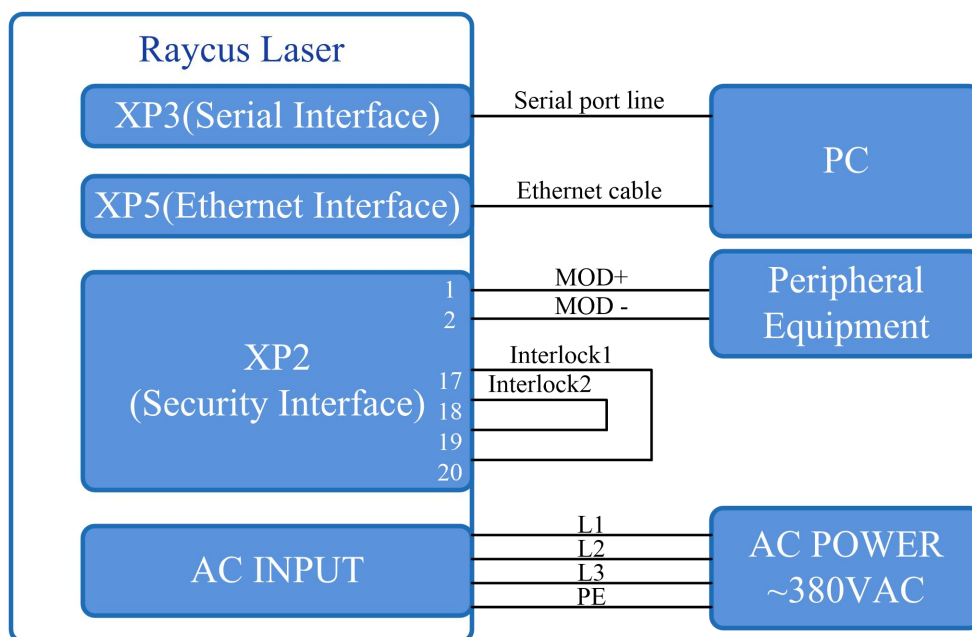 Raycus Laser
XP3(Serial Interface)
Serial port line
PC
XP5(Ethernet Interface)
Ethernet cable
XP2
(Security Interface)
1
2
17
18
19
20
MOD+
MOD -
Peripheral
Equipment
Interlock1
Interlock2
AC INPUT
L1
L2
L3
PE
AC POWER
~380VAC